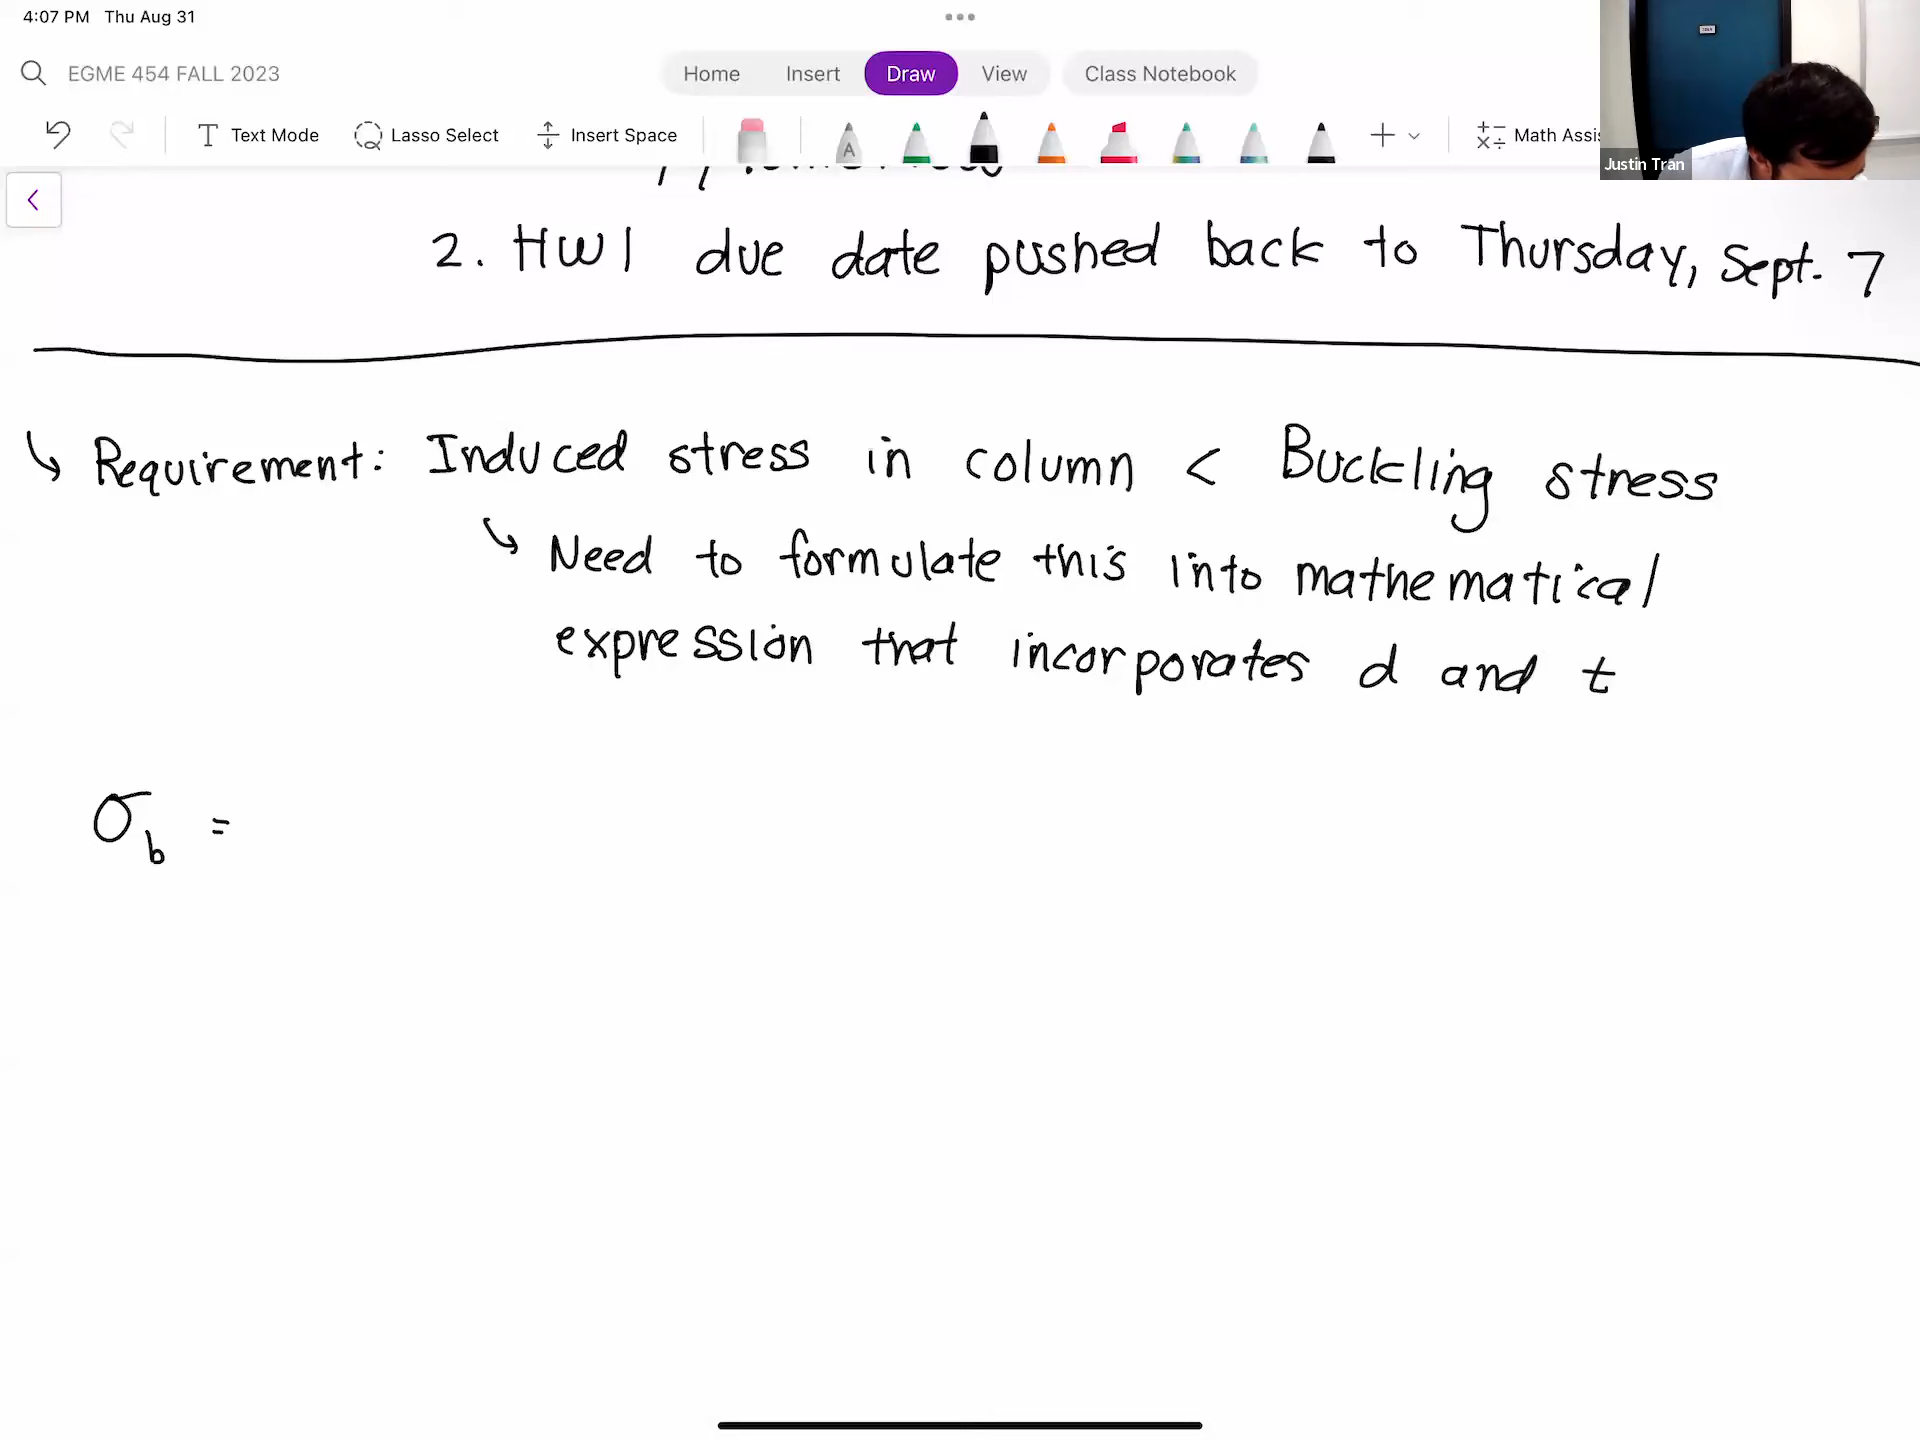 4:07 PM Thu Aug 31
EGME 454 FALL 2023
Home Insert Draw View Class Notebook
Text Mode Lasso Select Insert Space A Math Assis
Justin Tran
2. HW1 due date pushed back to Thursday, Sept. 7
↳ Requirement: Induced stress in column < Buckling stress
↳ Need to formulate this into mathematical
expression that incorporates d and t
σb =